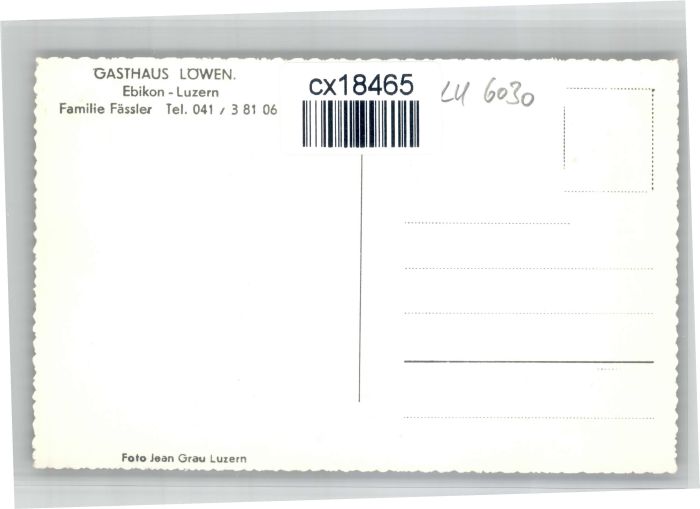 GASTHAUS LÖWEN.
Ebikon - Luzern
Familie Fässler Tel. 041 / 3 81 06
cx18465
LU 6030
Foto Jean Grau Luzern